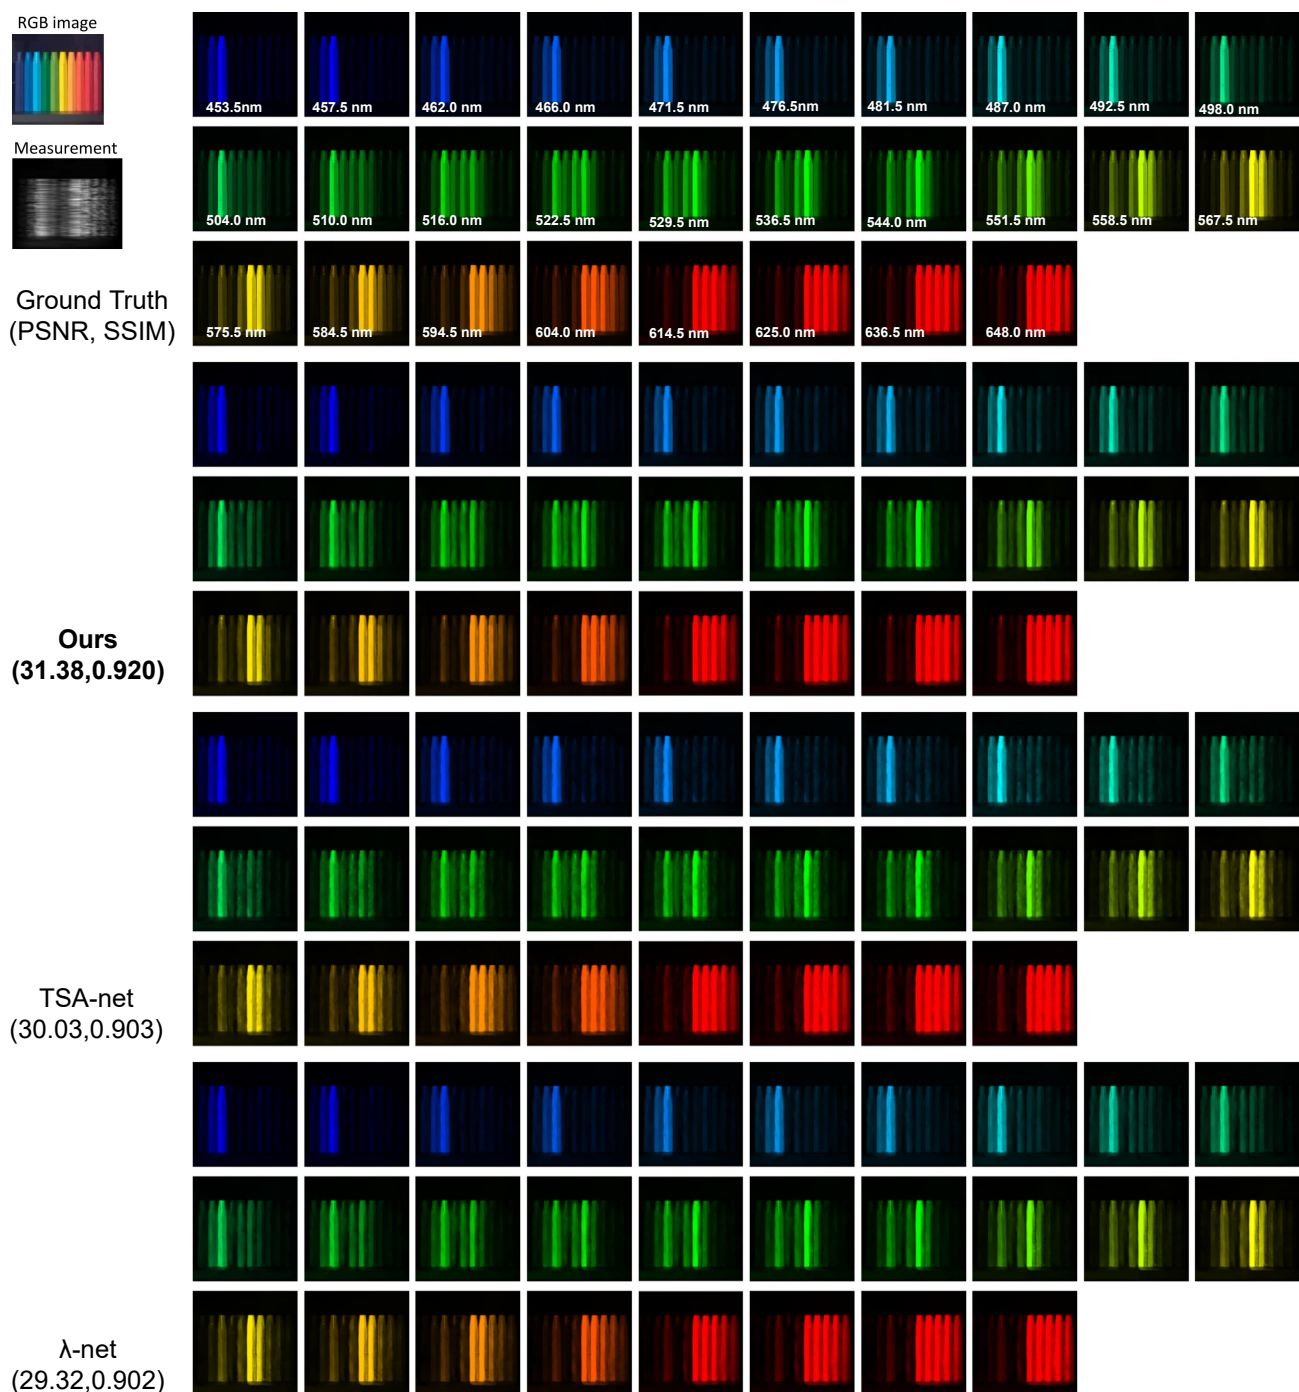 RGB image
453.5nm 457.5 nm 462.0 nm 466.0 nm 471.5 nm 476.5nm 481.5 nm 487.0 nm 492.5 nm 498.0 nm
Measurement
504.0 nm 510.0 nm 516.0 nm 522.5 nm 529.5 nm 536.5 nm 544.0 nm 551.5 nm 558.5 nm 567.5 nm
Ground Truth
(PSNR, SSIM)
575.5 nm 584.5 nm 594.5 nm 604.0 nm 614.5 nm 625.0 nm 636.5 nm 648.0 nm
Ours
(31.38,0.920)
TSA-net
(30.03,0.903)
λ-net
(29.32,0.902)